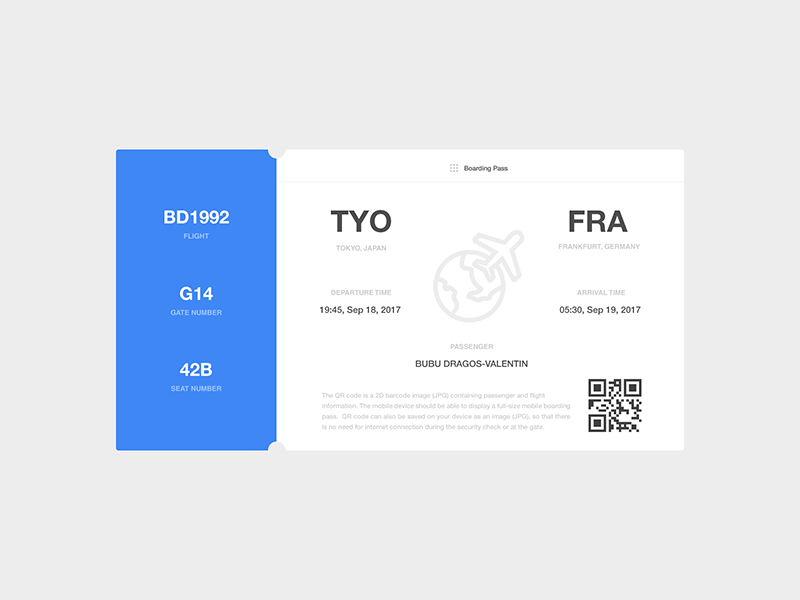 BD1992
FLIGHT
G14
GATE NUMBER
42B
SEAT NUMBER
Boarding Pass
TYO
TOKYO, JAPAN
FRA
FRANKFURT, GERMANY
DEPARTURE TIME
19:45, Sep 18, 2017
ARRIVAL TIME
05:30, Sep 19, 2017
PASSENGER
BUBU DRAGOS-VALENTIN
The QR code is a 2D barcode image (JPG) containing passenger and flight
information. The mobile device should be able to display a full-size mobile boarding
pass.  QR code can also be saved on your device as an image (JPG), so that there
is no need for internet connection during the security check or at the gate.